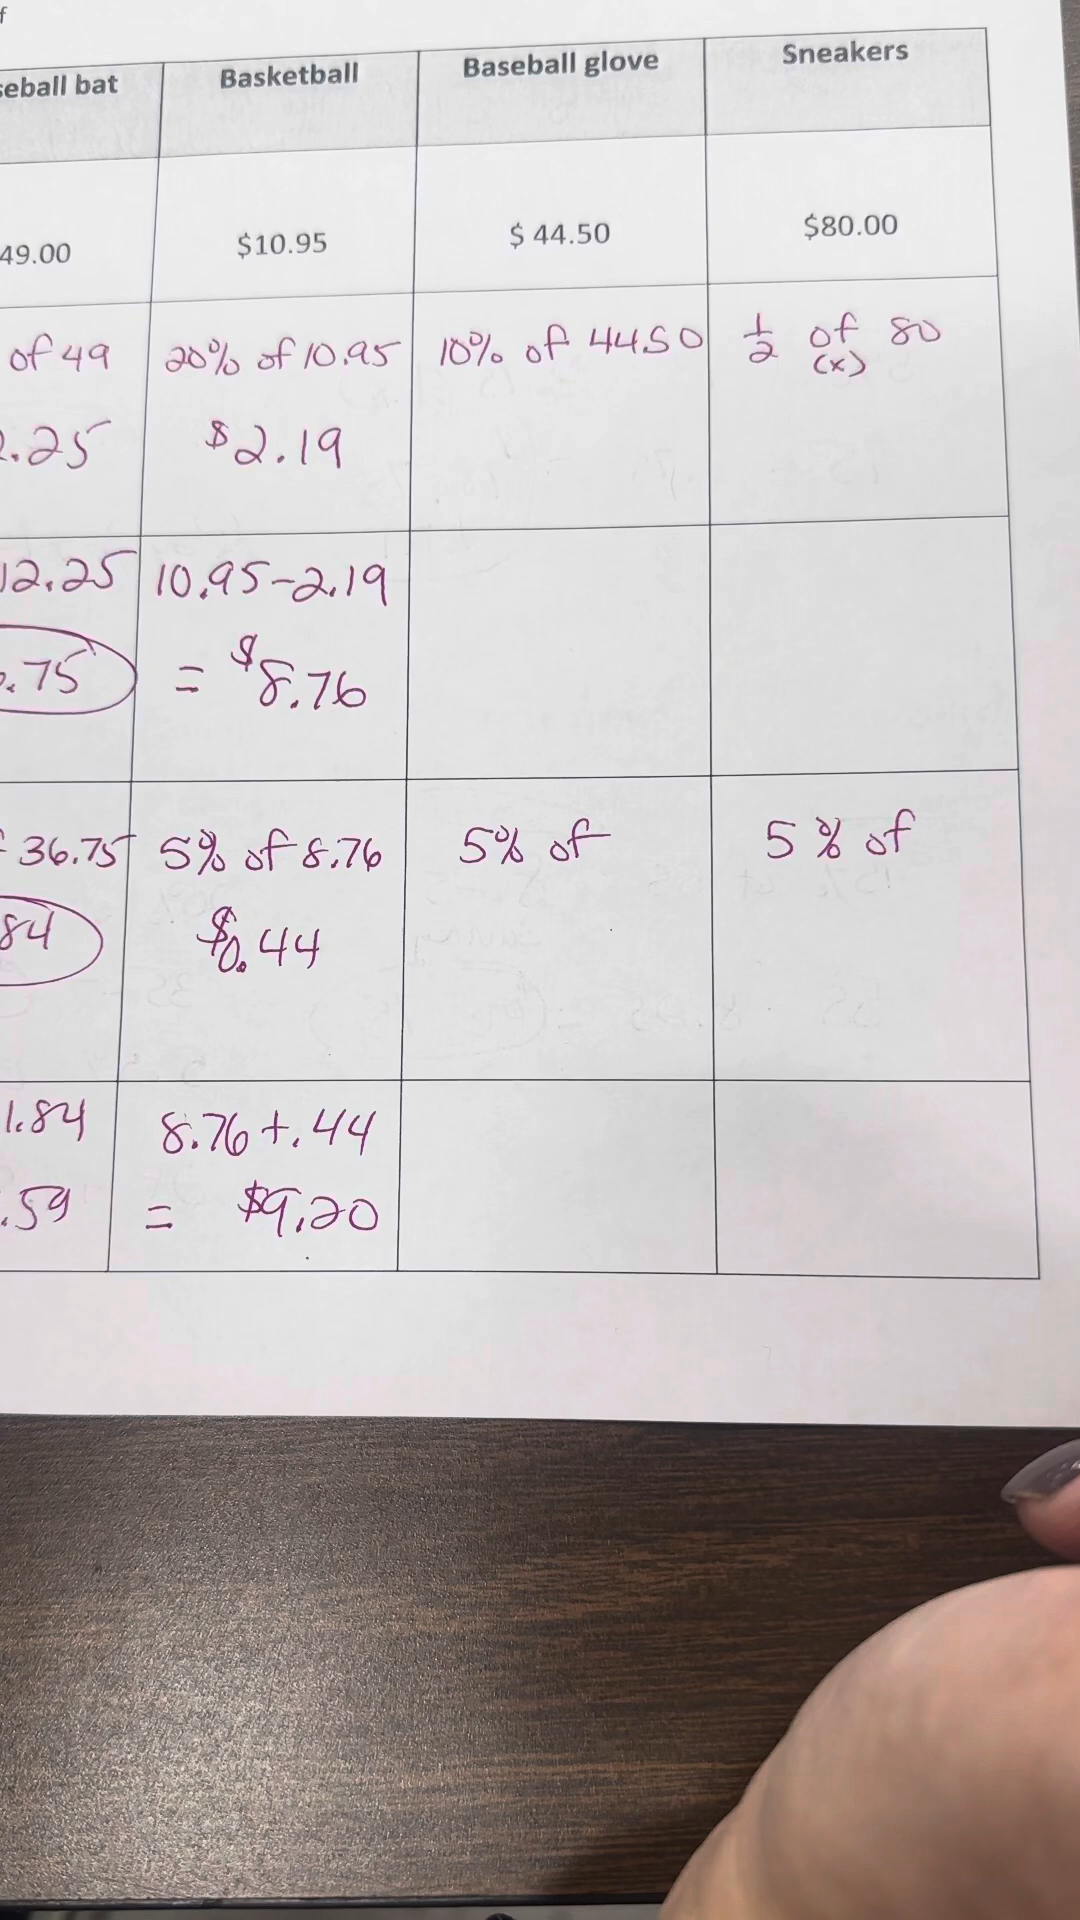 f
seball bat Basketball Baseball glove Sneakers
49.00 $10.95 $ 44.50 $80.00
of 49 20% of 10.95 10% of 44.50 1/2 of 80
(x)
2.25 $2.19
12.25 10.95-2.19
.75 = $8.76
36.75 5% of 8.76 5% of 5% of
84 $0.44
1.84 8.76+.44
.59 = $9.20